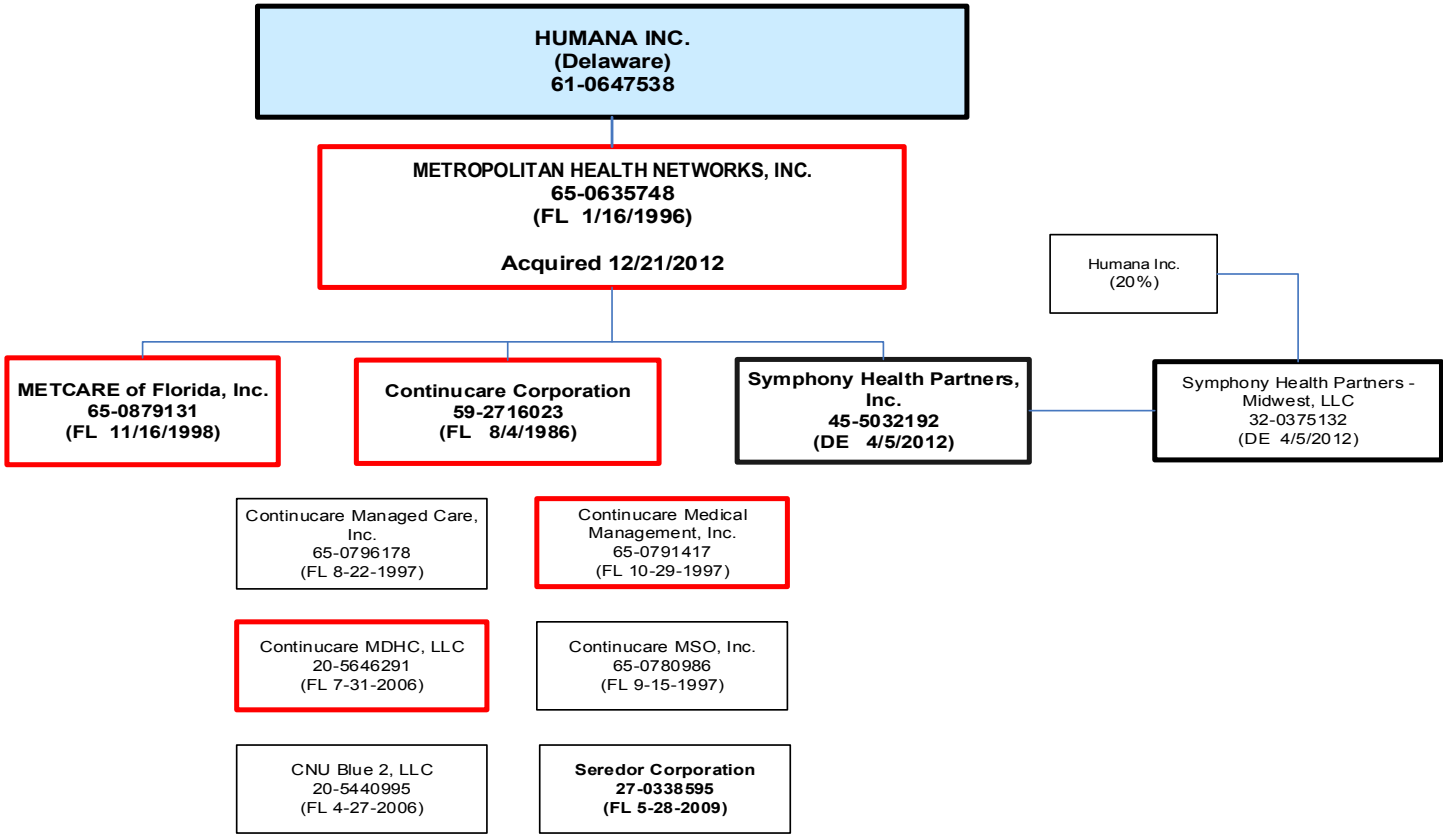 HUMANA INC.
(Delaware)
61-0647538
METROPOLITAN HEALTH NETWORKS, INC.
65-0635748
(FL 1/16/1996)
Acquired 12/21/2012
Humana Inc.
(20%)
METCARE of Florida, Inc.
65-0879131
(FL 11/16/1998)
Continucare Corporation
59-2716023
(FL 8/4/1986)
Symphony Health Partners,
Inc.
45-5032192
(DE 4/5/2012)
Symphony Health Partners -
Midwest, LLC
32-0375132
(DE 4/5/2012)
Continucare Managed Care,
Inc.
65-0796178
(FL 8-22-1997)
Continucare Medical
Management, Inc.
65-0791417
(FL 10-29-1997)
Continucare MDHC, LLC
20-5646291
(FL 7-31-2006)
Continucare MSO, Inc.
65-0780986
(FL 9-15-1997)
CNU Blue 2, LLC
20-5440995
(FL 4-27-2006)
Seredor Corporation
27-0338595
(FL 5-28-2009)